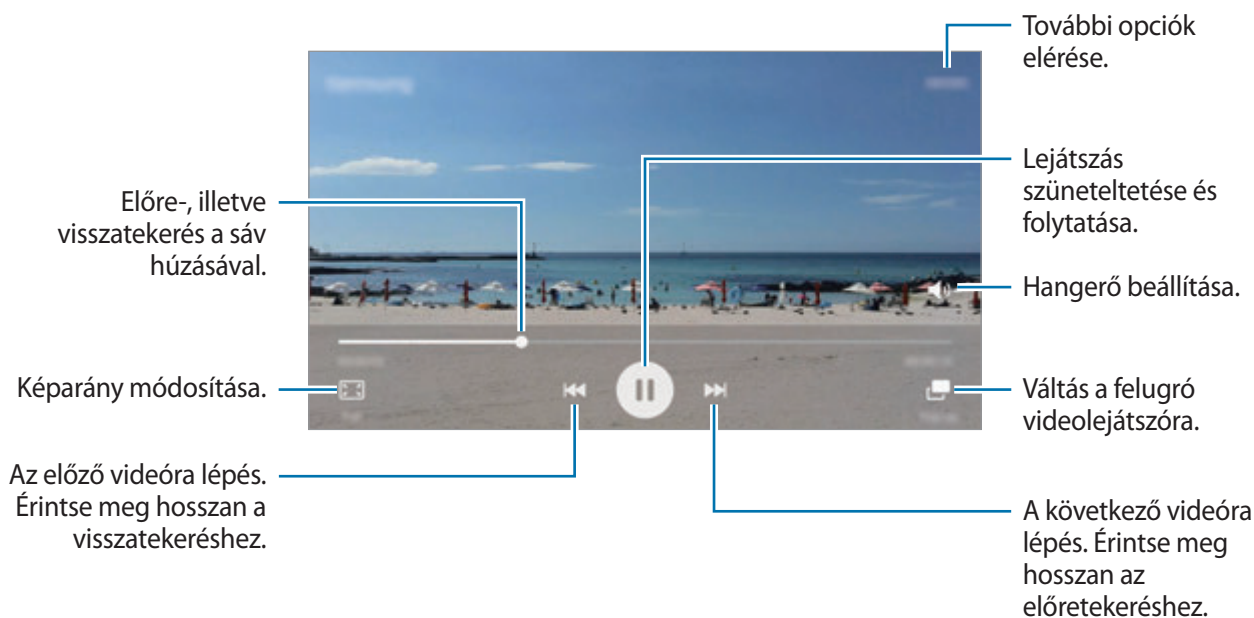 További opciók
elérése.
Lejátszás
szüneteltetése és
folytatása.
Előre-, illetve
visszatekerés a sáv
húzásával.
Hangerő beállítása.
Képarány módosítása.
Váltás a felugró
videolejátszóra.
Az előző videóra lépés.
Érintse meg hosszan a
visszatekeréshez.
A következő videóra
lépés. Érintse meg
hosszan az
előretekeréshez.